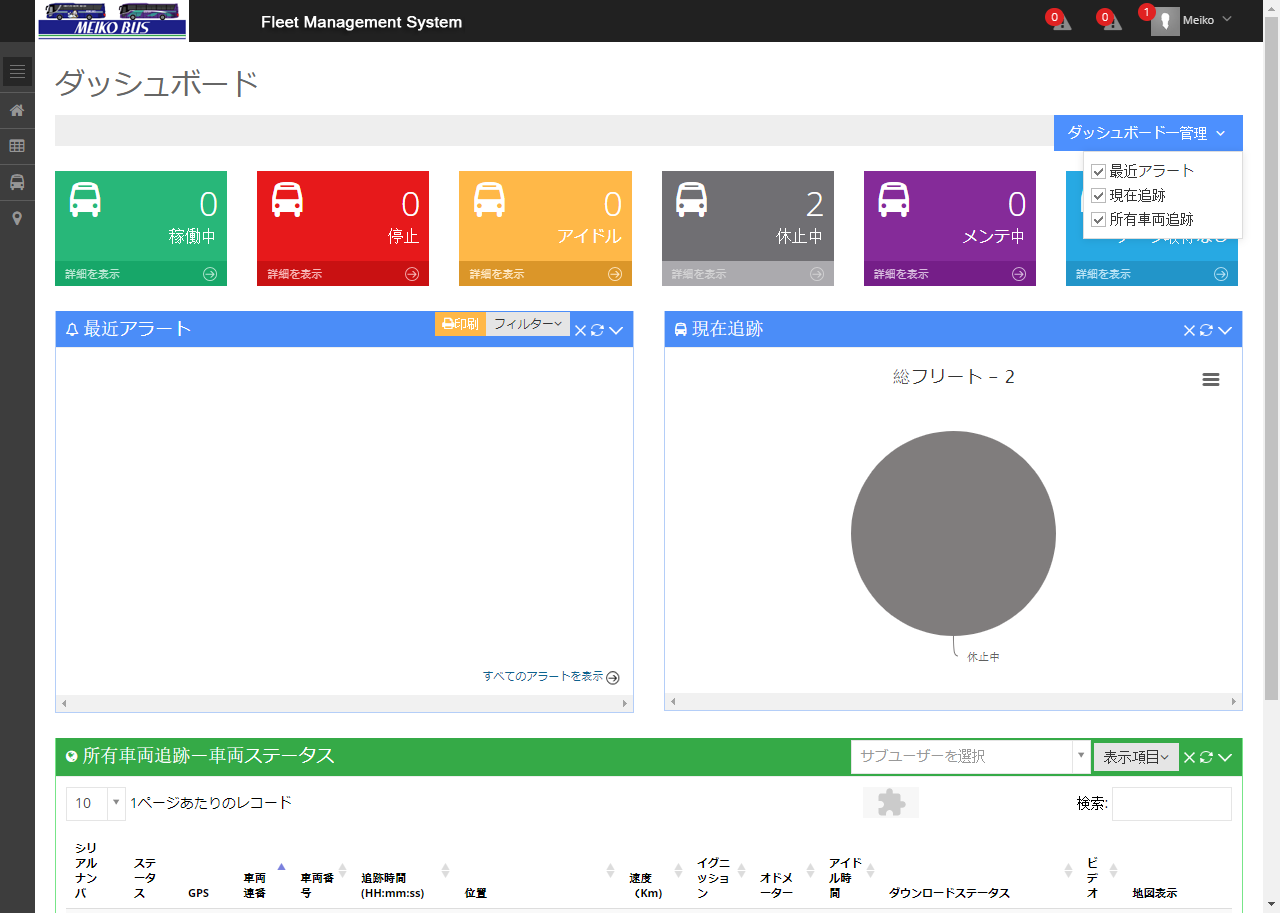 MEIKO BUS
Fleet Management System
0
0
1
Meiko
ダッシュボード
ダッシュボードー管理
最近アラート
現在追跡
所有車両追跡
0
稼働中
詳細を表示
0
停止
詳細を表示
0
アイドル
詳細を表示
2
休止中
詳細を表示
0
メンテ中
詳細を表示
詳細を表示
最近アラート
印刷
フィルター
現在追跡
総フリート – 2
休止中
すべてのアラートを表示
所有車両追跡ー車両ステータス
サブユーザーを選択
表示項目
10
1ページあたりのレコード
検索:
シリ
アル
ナン
バ
ステ
ータ
ス
GPS
車両
連番
車両番
号
追跡時間
(HH:mm:ss)
位置
速度
（Km)
イグニ
ッショ
ン
オドメ
ーター
アイド
ル時
間
ダウンロードステータス
ビ
デ
オ
地図表示